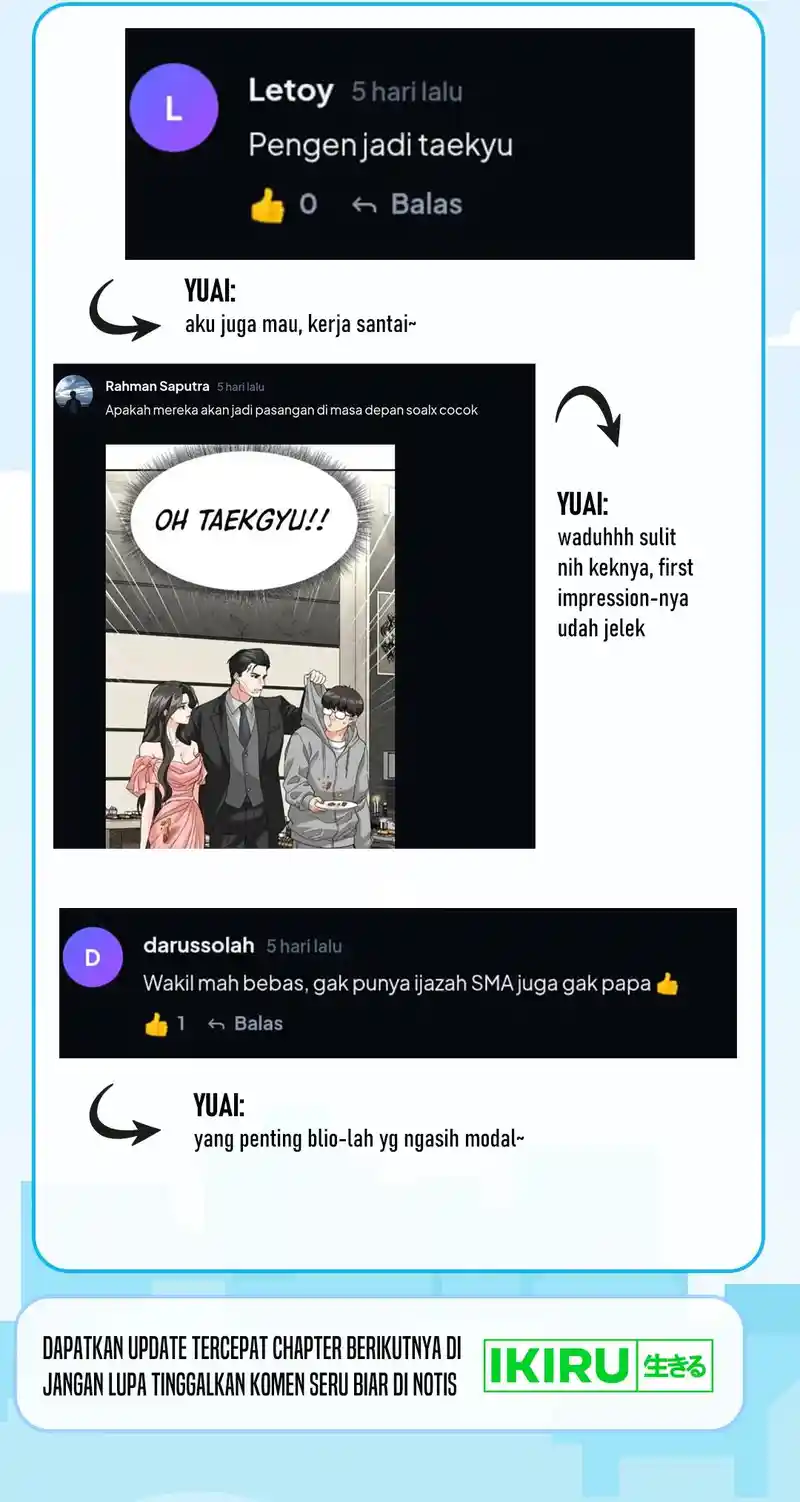 L
Letoy 5 hari lalu
Pengen jadi taekyu
👍 0 Balas
YUAI:
aku juga mau, kerja santai~
Rahman Saputra 5 hari lalu
Apakah mereka akan jadi pasangan di masa depan soalx cocok
OH TAEKGYU!!
YUAI:
waduhhh sulit
nih keknya, first
impression-nya
udah jelek
D
darussolah 5 hari lalu
Wakil mah bebas, gak punya ijazah SMA juga gak papa 👍
👍 1 Balas
YUAI:
yang penting blio-lah yg ngasih modal~
DAPATKAN UPDATE TERCEPAT CHAPTER BERIKUTNYA DI
JANGAN LUPA TINGGALKAN KOMEN SERU BIAR DI NOTIS
IKIRU 生きる